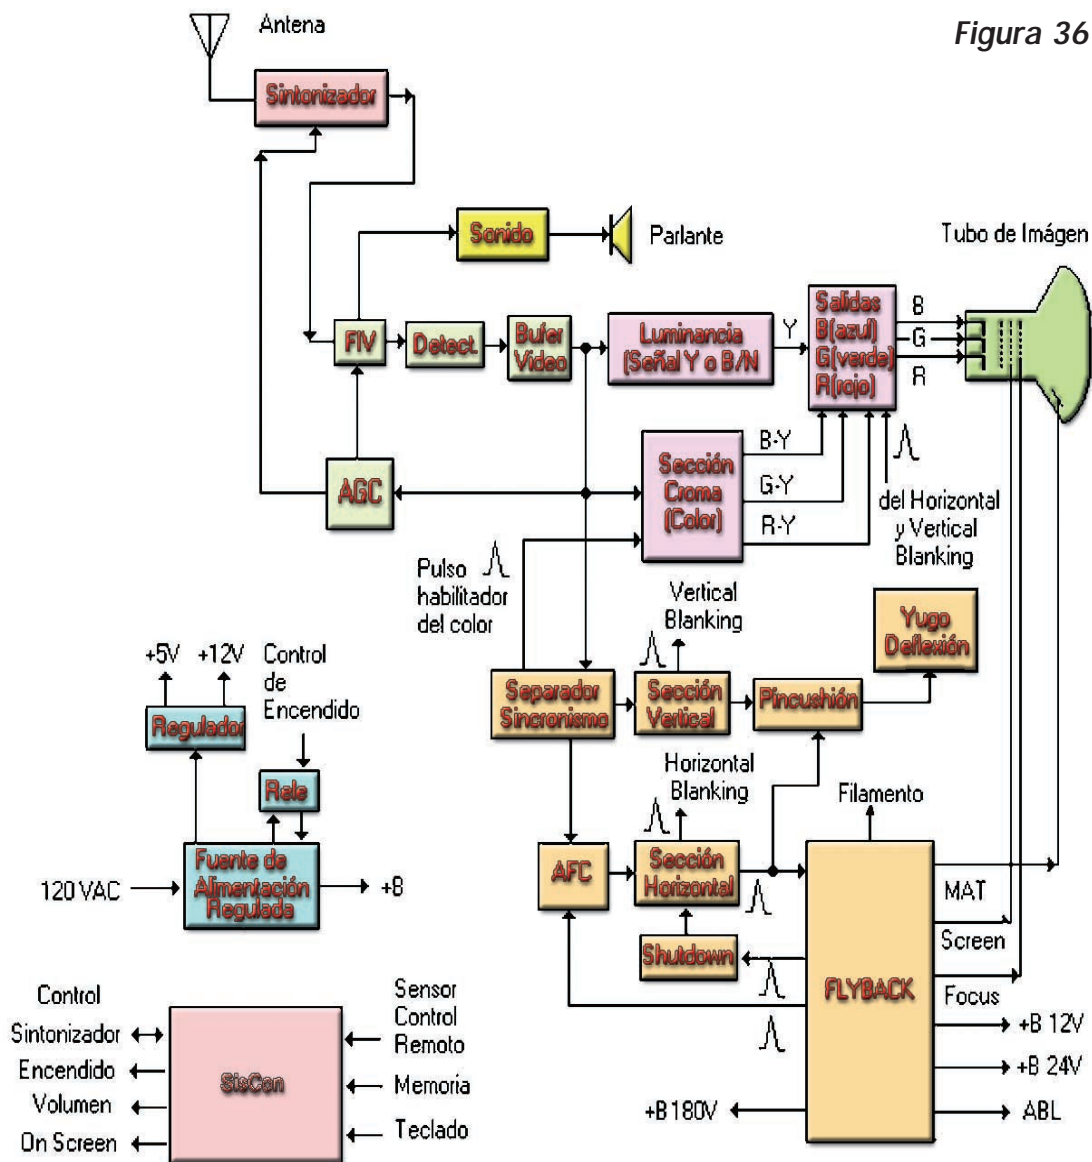 Figura 36
Antena
Sintonizador
Sonido
Parlante
Tubo de Imágen
FIV
Detect.
Bufer
Video
Luminancia
(Señal Y o B/N
Y
Salidas
B(azúl)
G(verde)
R(rojo)
B
G
R
AGC
Sección
Croma
(Color)
B-Y
G-Y
R-Y
del Horizontal
y Vertical
Blanking
Pulso
habilitador
del color
Vertical
Blanking
Yugo
Deflexión
Separador
Sincronismo
Sección
Vertical
Pincushión
+5V
+12V
Control
de
Encendido
Regulador
Rele
Fuente de
Alimentación
Regulada
120 VAC
+B
Horizontal
Blanking
Filamento
AFC
Sección
Horizontal
Shutdown
FLYBACK
MAT
Screen
Focus
+B 12V
+B 24V
ABL
+B180V
Control
Sintonizador
Encendido
Volumen
On Screen
SisCon
Sensor
Control
Remoto
Memoria
Teclado